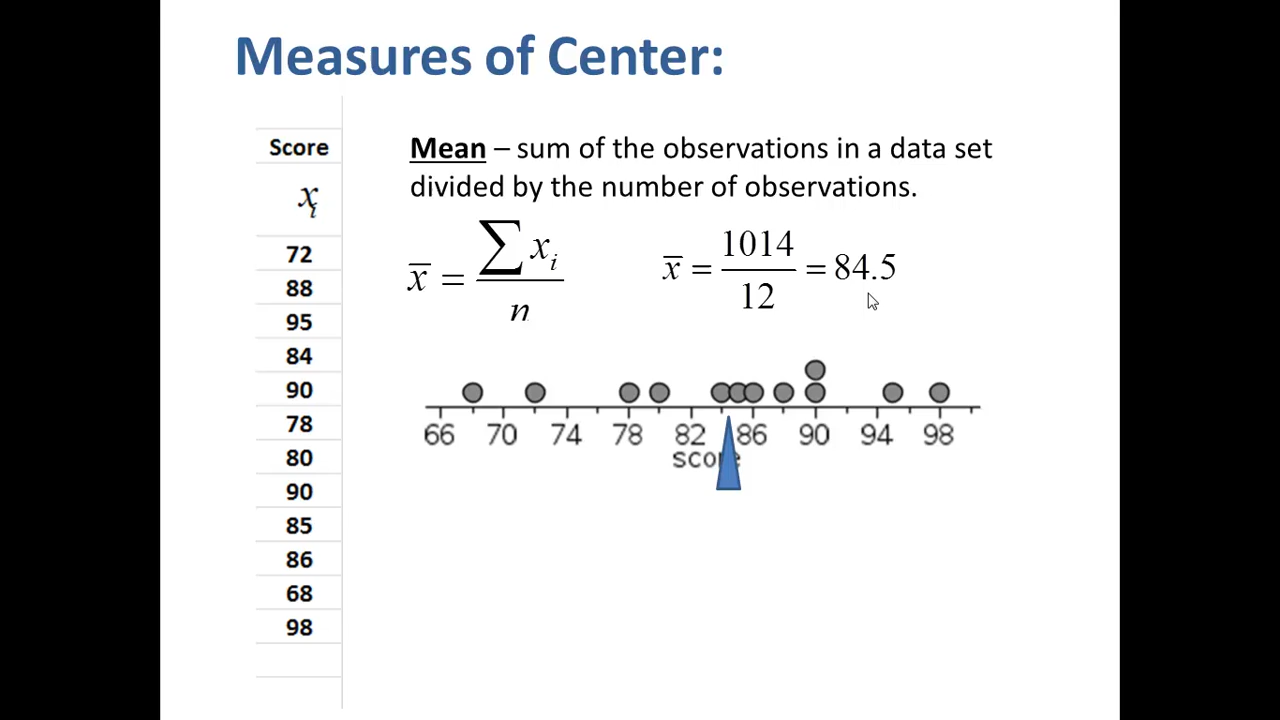 Measures of Center:
Score
xᵢ
72
88
95
84
90
78
80
90
85
86
68
98
Mean – sum of the observations in a data set
divided by the number of observations.
x̄ = ∑xᵢ / n
x̄ = 1014 / 12 = 84.5
66 70 74 78 82 86 90 94 98
score